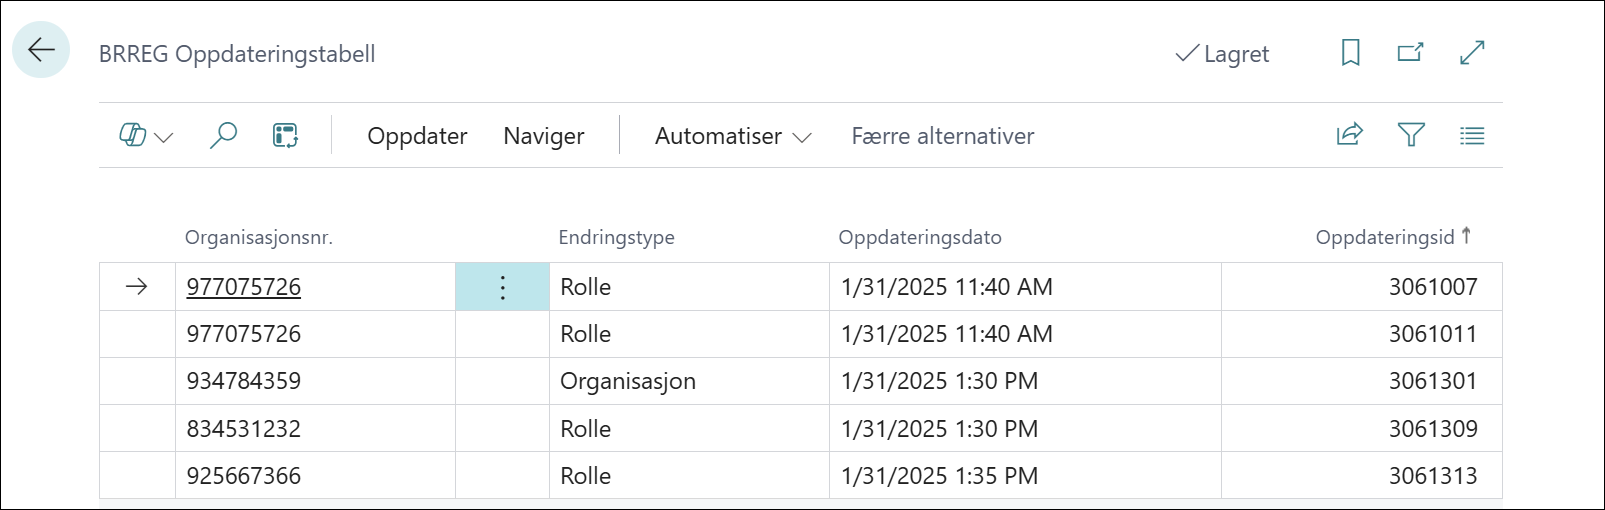 BRREG Oppdateringstabell
Lagret
Oppdater Naviger Automatiser Færre alternativer
Organisasjonsnr. Endringstype Oppdateringsdato Oppdateringsid ↑
977075726 Rolle 1/31/2025 11:40 AM 3061007
977075726 Rolle 1/31/2025 11:40 AM 3061011
934784359 Organisasjon 1/31/2025 1:30 PM 3061301
834531232 Rolle 1/31/2025 1:30 PM 3061309
925667366 Rolle 1/31/2025 1:35 PM 3061313